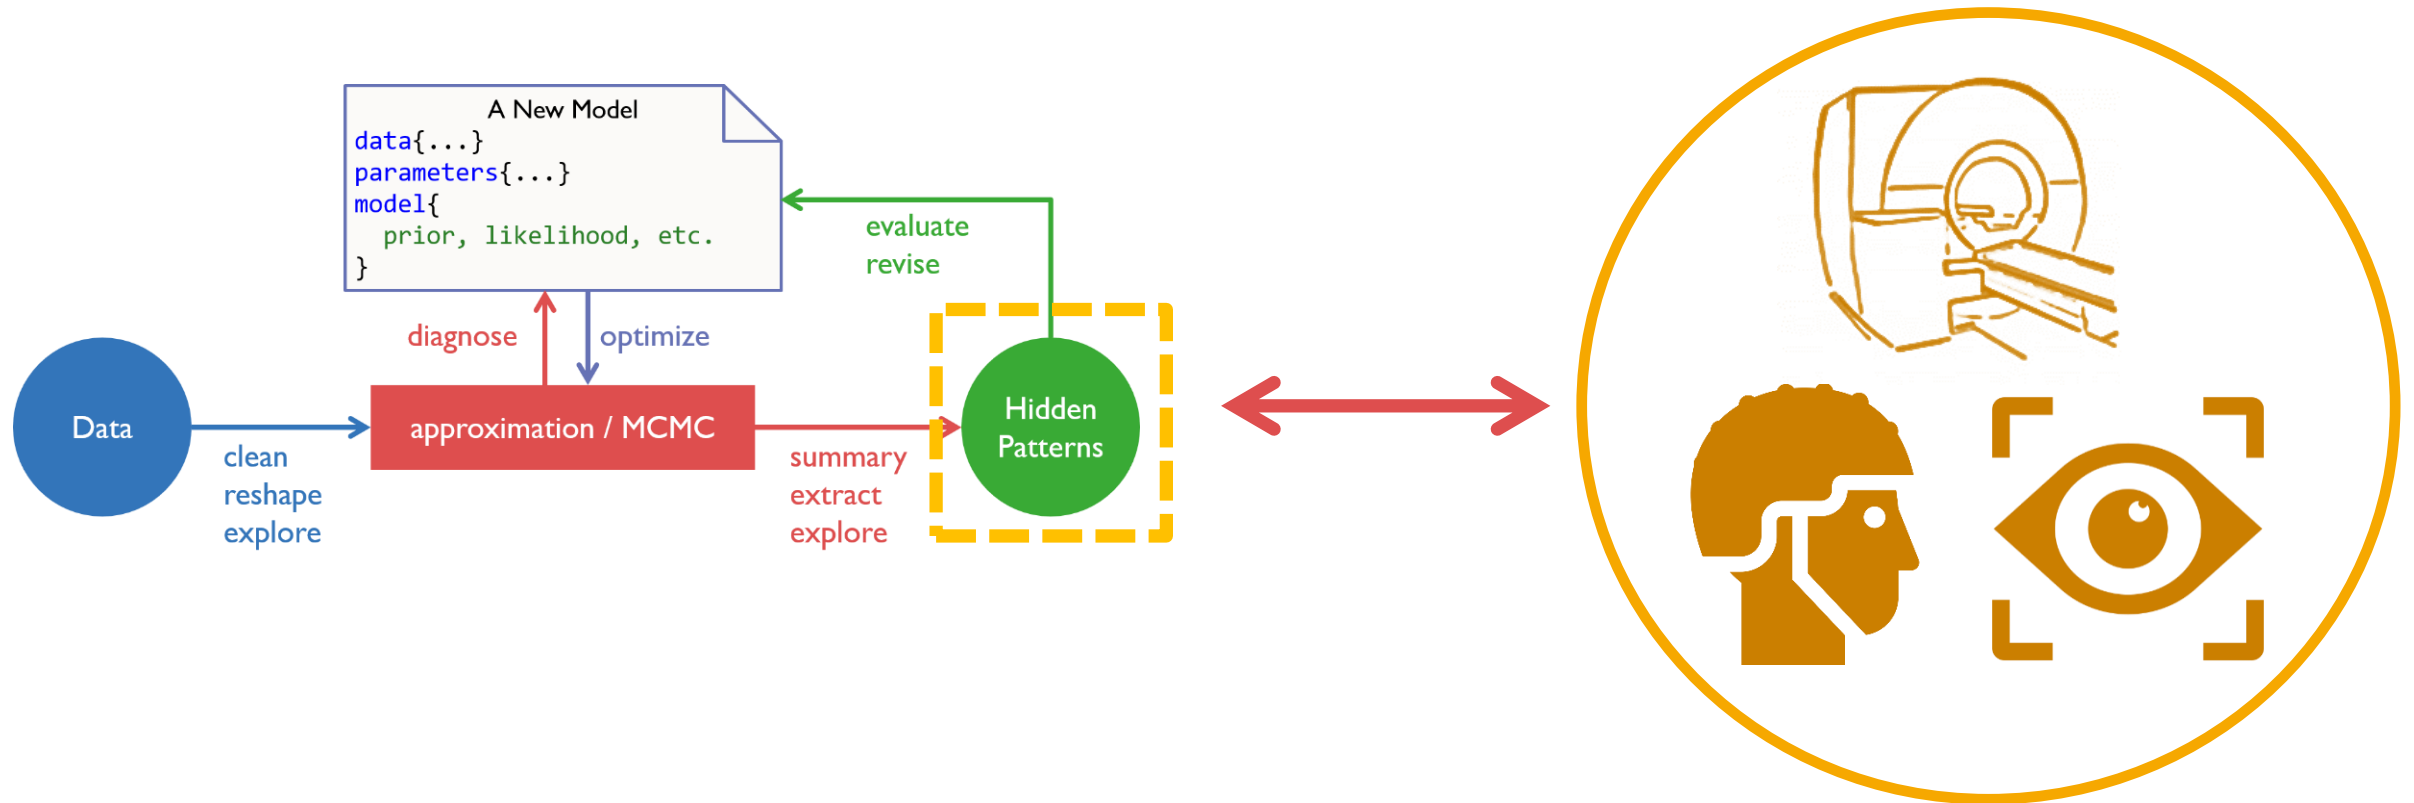 A New Model
data{...}
parameters{...}
model{
  prior, likelihood, etc.
}
evaluate
revise
diagnose
optimize
Data
approximation / MCMC
Hidden
Patterns
clean
reshape
explore
summary
extract
explore